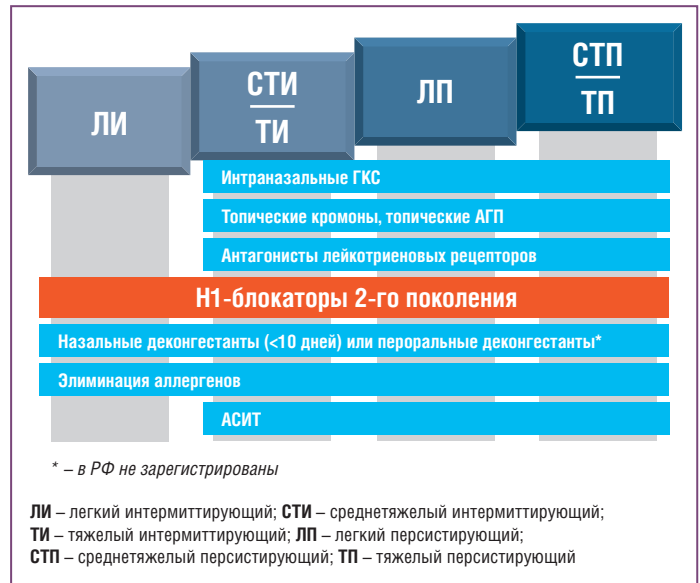 ЛИ
СТИ
ТИ
ЛП
СТП
ТП
Интраназальные ГКС
Топические кромоны, топические АГП
Антагонисты лейкотриеновых рецепторов
Н1-блокаторы 2-го поколения
Назальные деконгестанты (<10 дней) или пероральные деконгестанты*
Элиминация аллергенов
АСИТ
* – в РФ не зарегистрированы
ЛИ – легкий интермиттирующий; СТИ – среднетяжелый интермиттирующий;
ТИ – тяжелый интермиттирующий; ЛП – легкий персистирующий;
СТП – среднетяжелый персистирующий; ТП – тяжелый персистирующий